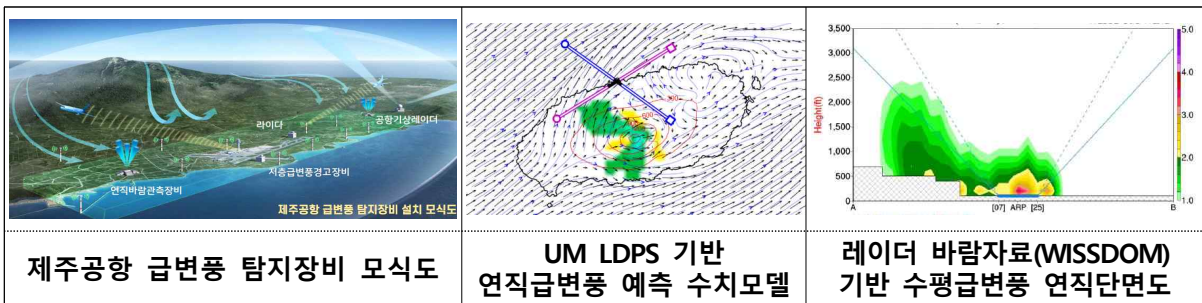 공항기상레이더
라이다
저층급변풍경고장비
연직바람관측장비
제주공항 급변풍 탐지장비 설치 모식도
3,500
3,000
2,500
2,000
1,500
1,000
500
0
Height(ft)
A
[07] ARP [25]
B
5.0
4.0
3.0
2.0
1.0
제주공항 급변풍 탐지장비 모식도
UM LDPS 기반
연직급변풍 예측 수치모델
레이더 바람자료(WISSDOM)
기반 수평급변풍 연직단면도